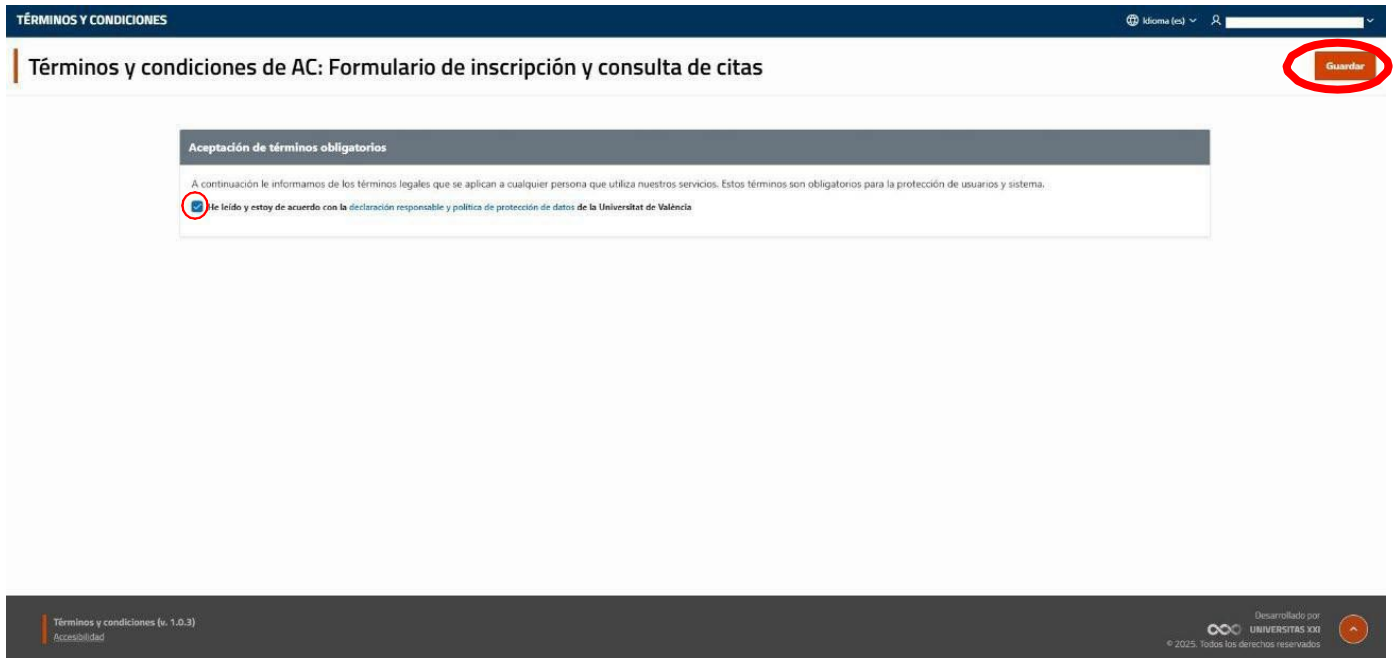 TÉRMINOS Y CONDICIONES
Idioma (es)
Términos y condiciones de AC: Formulario de inscripción y consulta de citas
Guardar
Aceptación de términos obligatorios
A continuación le informamos de los términos legales que se aplican a cualquier persona que utiliza nuestros servicios. Estos términos son obligatorios para la protección de usuarios y sistema.
He leído y estoy de acuerdo con la declaración responsable y política de protección de datos de la Universitat de València
Términos y condiciones (v. 1.0.3)
Accesibilidad
Desarrollado por
UNIVERSITAS XXI
© 2025. Todos los derechos reservados